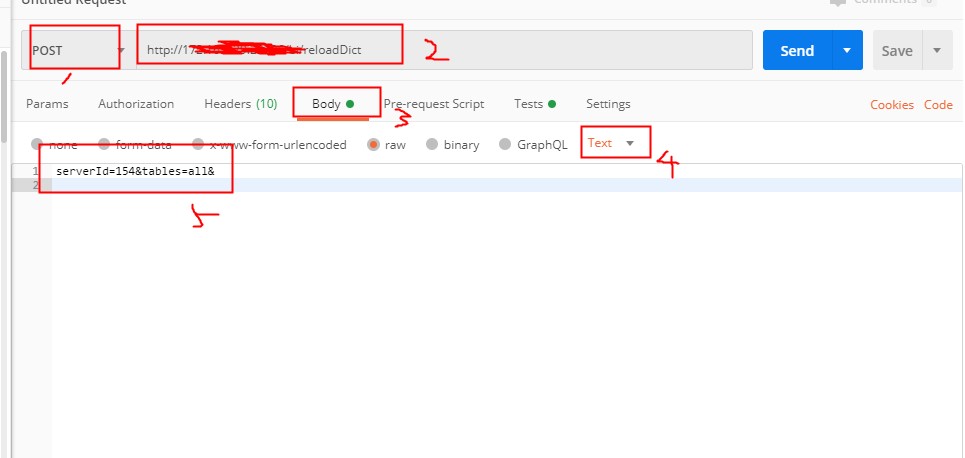 Untitled Request
Comments 0
POST http://17 /reloadDict Send Save
1 2
Params Authorization Headers (10) Body Pre-request Script Tests Settings Cookies Code
3
none form-data x-www-form-urlencoded raw binary GraphQL Text
4
1 serverId=154&tables=all&
2
5